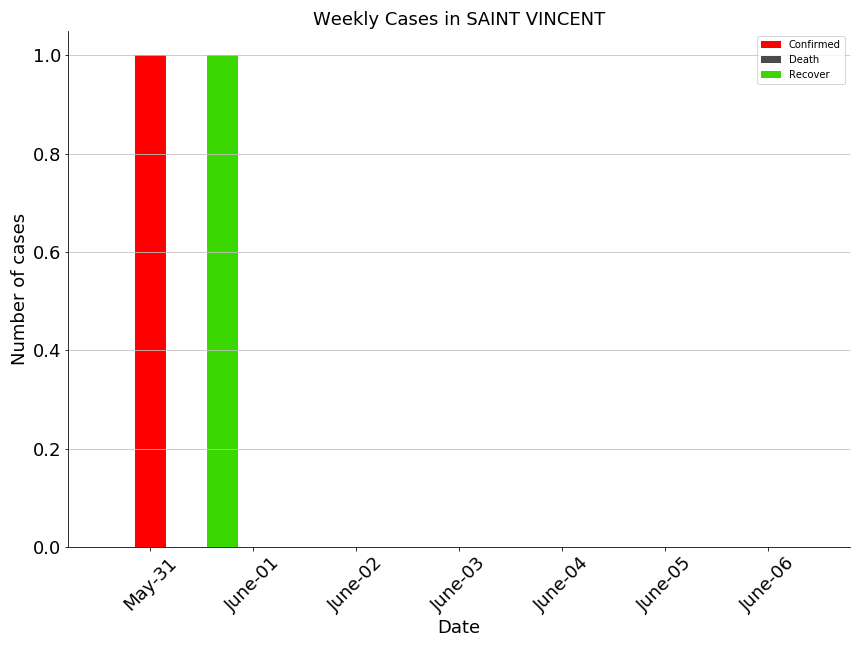 Weekly Cases in SAINT VINCENT
Confirmed
Death
Recover
1.0
0.8
0.6
0.4
0.2
0.0
Number of cases
May-31
June-01
June-02
June-03
June-04
June-05
June-06
Date